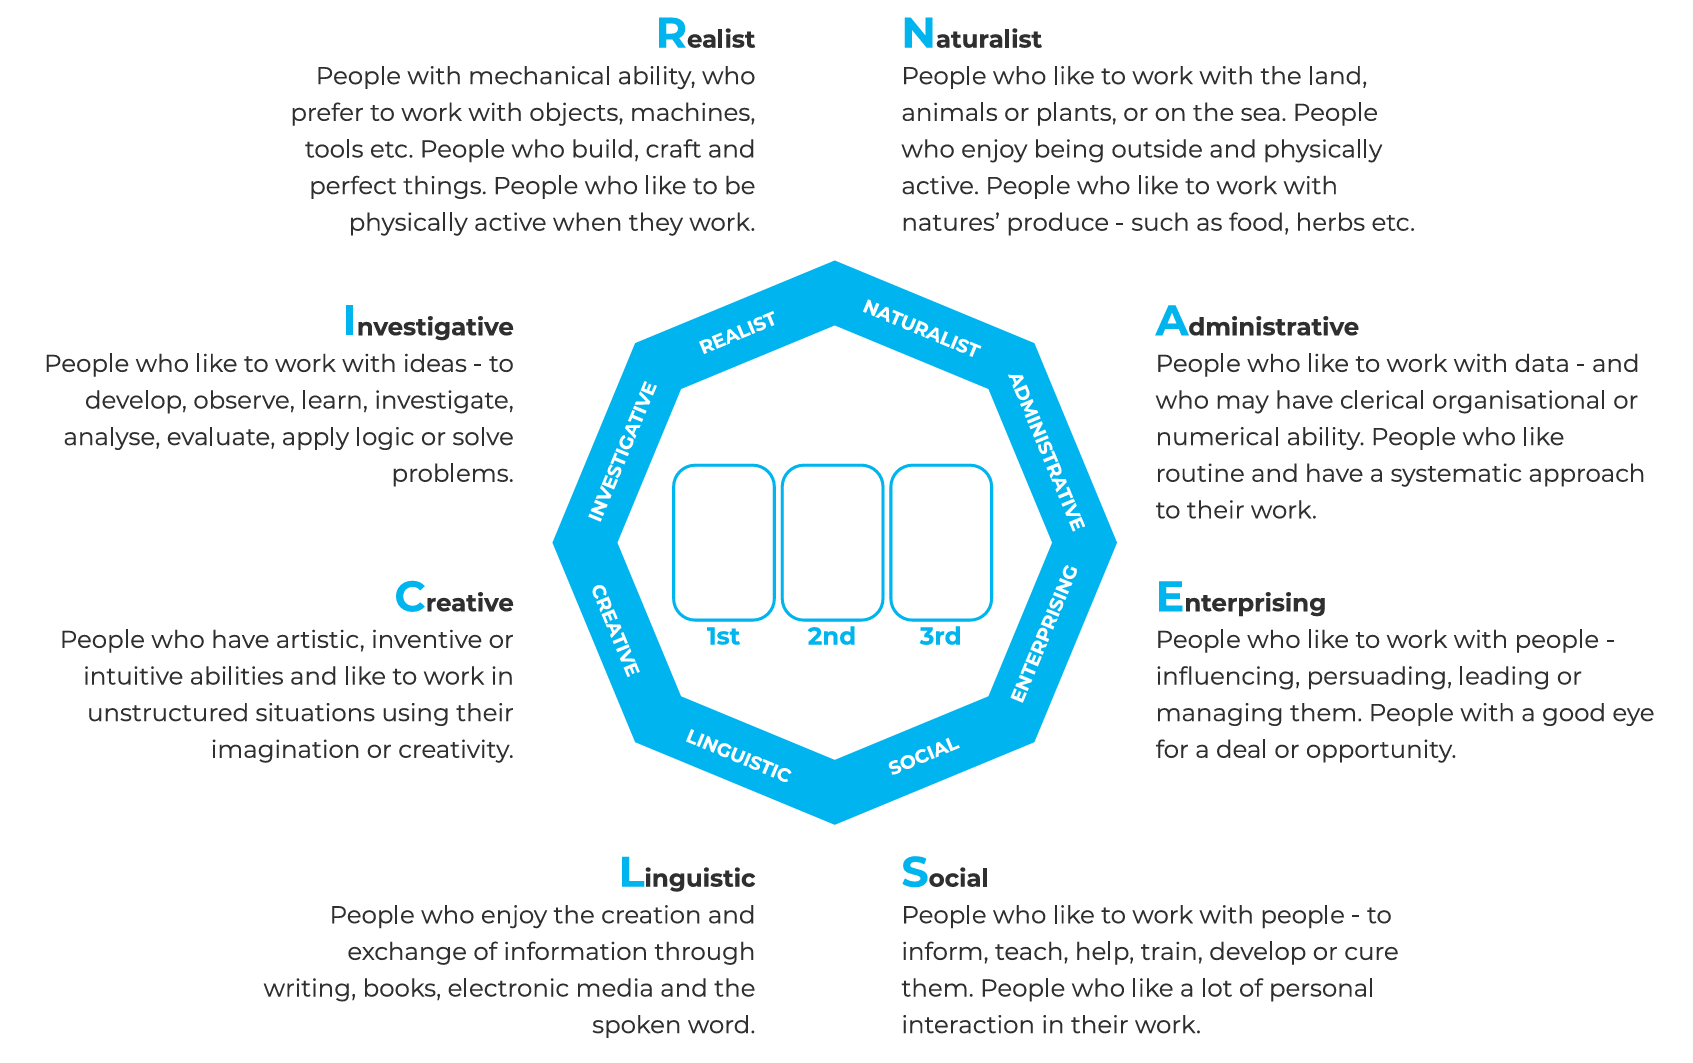 Realist
People with mechanical ability, who
prefer to work with objects, machines,
tools etc. People who build, craft and
perfect things. People who like to be
physically active when they work.
Naturalist
People who like to work with the land,
animals or plants, or on the sea. People
who enjoy being outside and physically
active. People who like to work with
natures’ produce - such as food, herbs etc.
Investigative
People who like to work with ideas - to
develop, observe, learn, investigate,
analyse, evaluate, apply logic or solve
problems.
REALIST
NATURALIST
INVESTIGATIVE
ADMINISTRATIVE
CREATIVE
ENTERPRISING
LINGUISTIC
SOCIAL
1st
2nd
3rd
Administrative
People who like to work with data - and
who may have clerical organisational or
numerical ability. People who like
routine and have a systematic approach
to their work.
Creative
People who have artistic, inventive or
intuitive abilities and like to work in
unstructured situations using their
imagination or creativity.
Enterprising
People who like to work with people -
influencing, persuading, leading or
managing them. People with a good eye
for a deal or opportunity.
Linguistic
People who enjoy the creation and
exchange of information through
writing, books, electronic media and the
spoken word.
Social
People who like to work with people - to
inform, teach, help, train, develop or cure
them. People who like a lot of personal
interaction in their work.